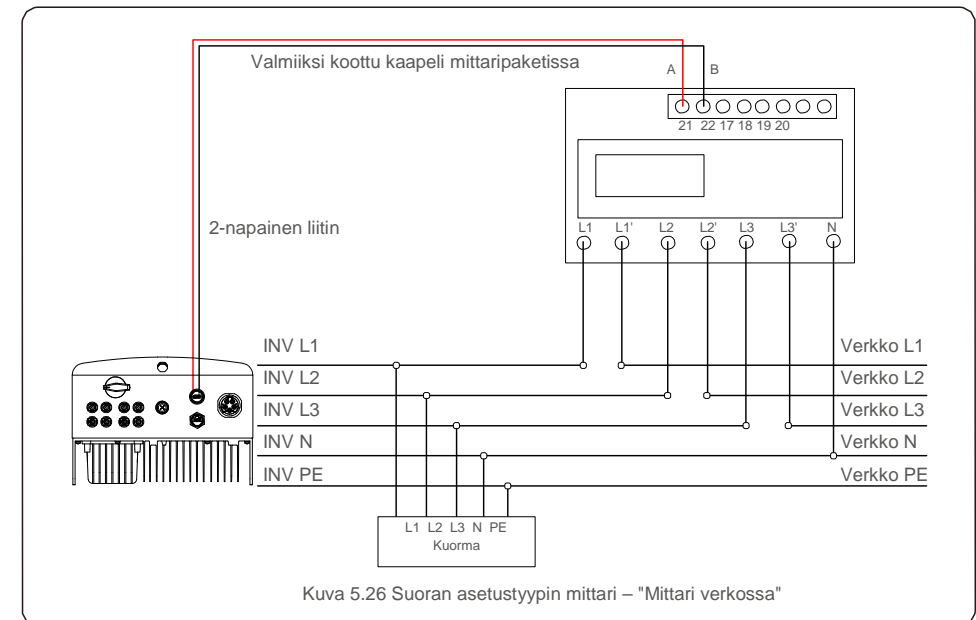 Valmiiksi koottu kaapeli mittaripaketissa
A B
21 22 17 18 19 20
2-napainen liitin
L1 L1' L2 L2' L3 L3' N
INV L1 Verkko L1
INV L2 Verkko L2
INV L3 Verkko L3
INV N Verkko N
INV PE Verkko PE
L1 L2 L3 N PE
Kuorma
Kuva 5.26 Suoran asetustyypin mittari – "Mittari verkossa"